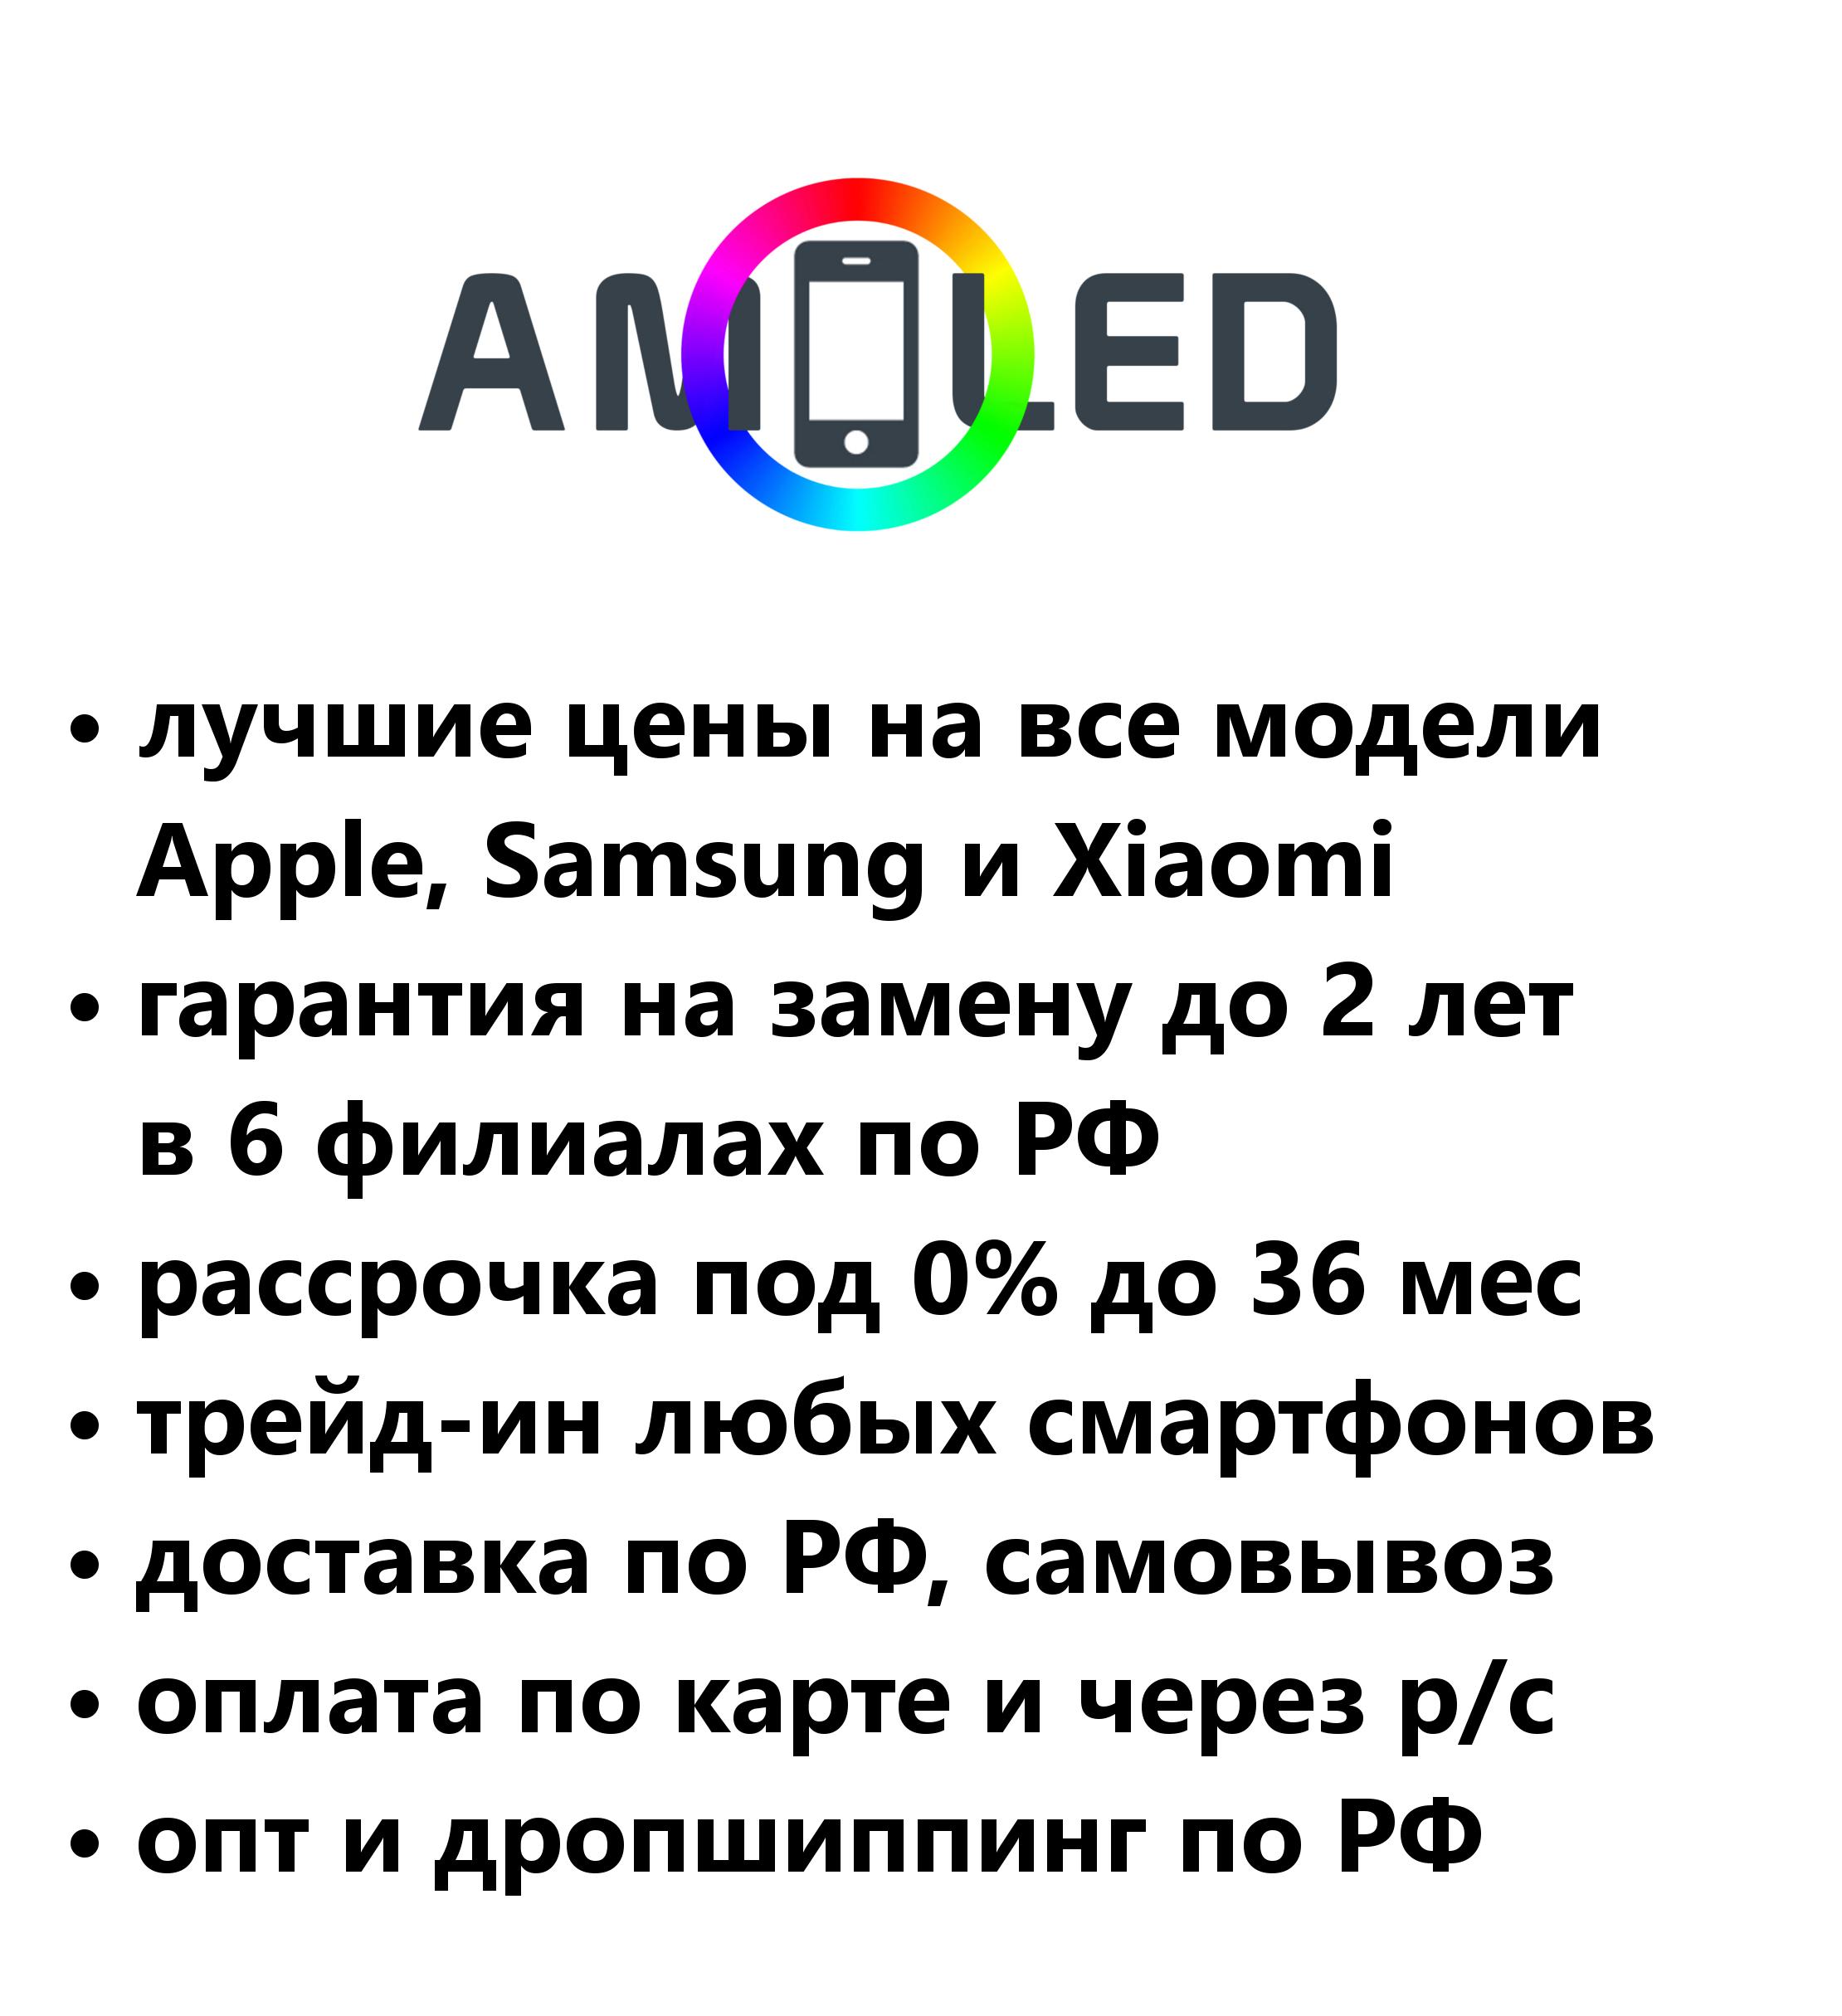 AMOLED
• лучшие цены на все модели
Apple, Samsung и Xiaomi
• гарантия на замену до 2 лет
в 6 филиалах по РФ
• рассрочка под 0% до 36 мес
• трейд-ин любых смартфонов
• доставка по РФ, самовывоз
• оплата по карте и через р/с
• опт и дропшиппинг по РФ